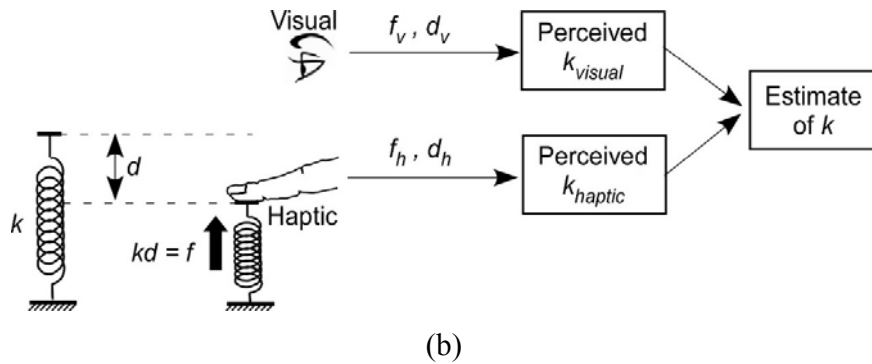 Visual
f_v , d_v
Perceived
k_visual
Estimate
of k
d
k
kd = f
Haptic
f_h , d_h
Perceived
k_haptic
(b)